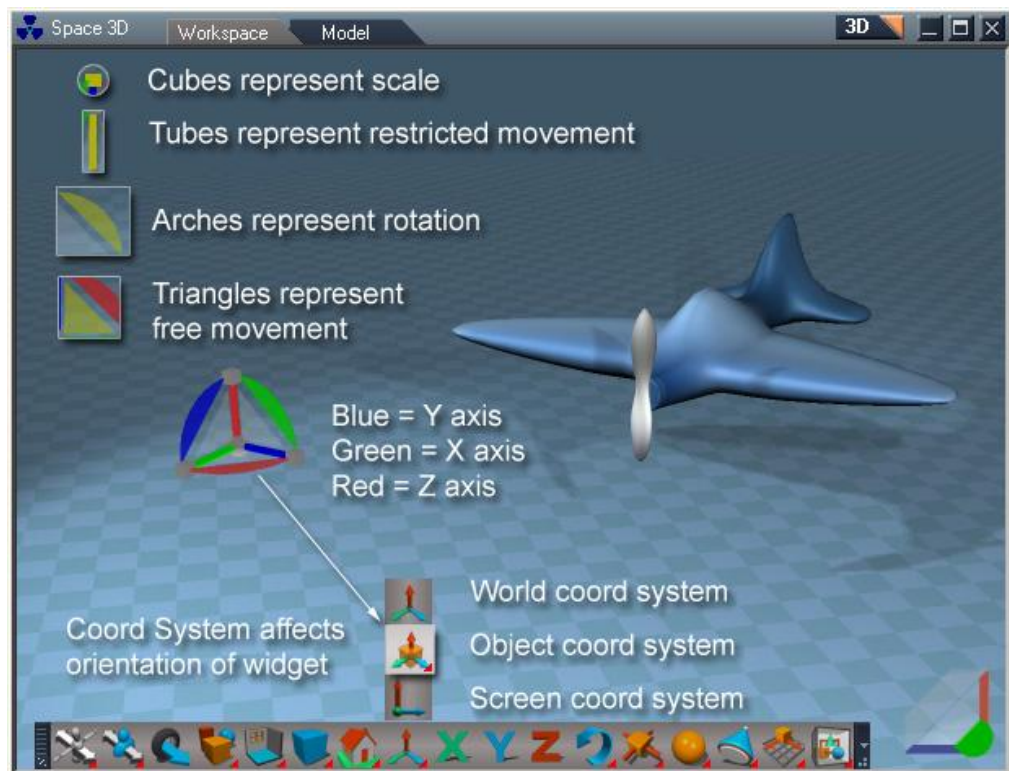 Space 3D
Workspace
Model
3D
Cubes represent scale
Tubes represent restricted movement
Arches represent rotation
Triangles represent
free movement
Blue = Y axis
Green = X axis
Red = Z axis
World coord system
Coord System affects
orientation of widget
Object coord system
Screen coord system
X
Y
Z